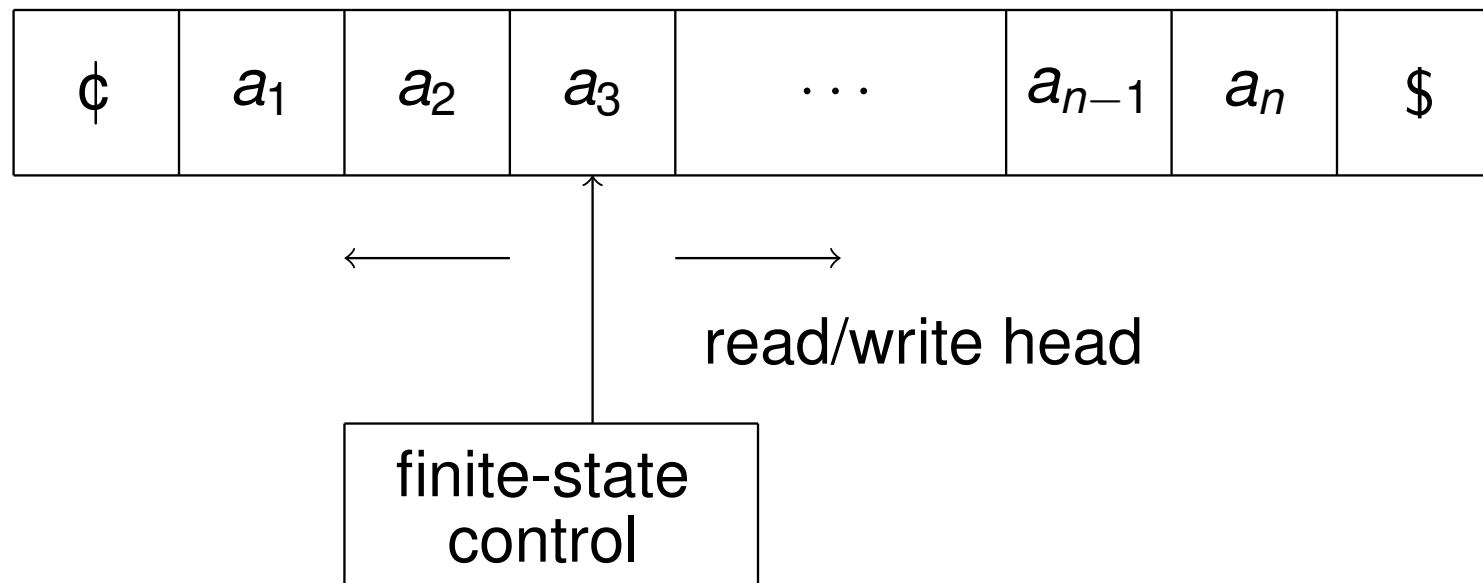 ¢ a₁ a₂ a₃ ··· aₙ₋₁ aₙ $
read/write head
finite-state
control